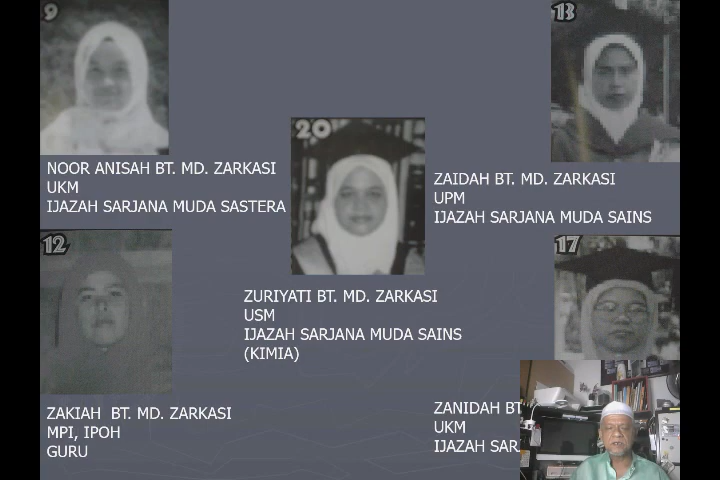 9
NOOR ANISAH BT. MD. ZARKASI
UKM
IJAZAH SARJANA MUDA SASTERA
13
ZAIDAH BT. MD. ZARKASI
UPM
IJAZAH SARJANA MUDA SAINS
20
ZURIYATI BT. MD. ZARKASI
USM
IJAZAH SARJANA MUDA SAINS
(KIMIA)
12
ZAKIAH BT. MD. ZARKASI
MPI, IPOH
GURU
17
ZANIDAH BT
UKM
IJAZAH SAR